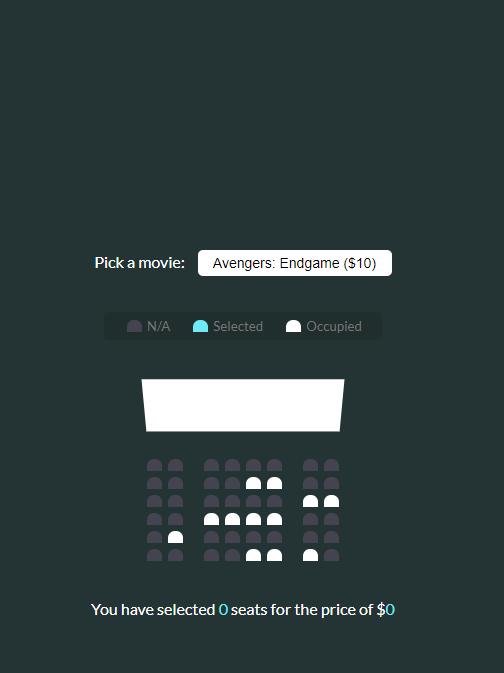 Pick a movie: Avengers: Endgame ($10)
N/A Selected Occupied
You have selected 0 seats for the price of $0